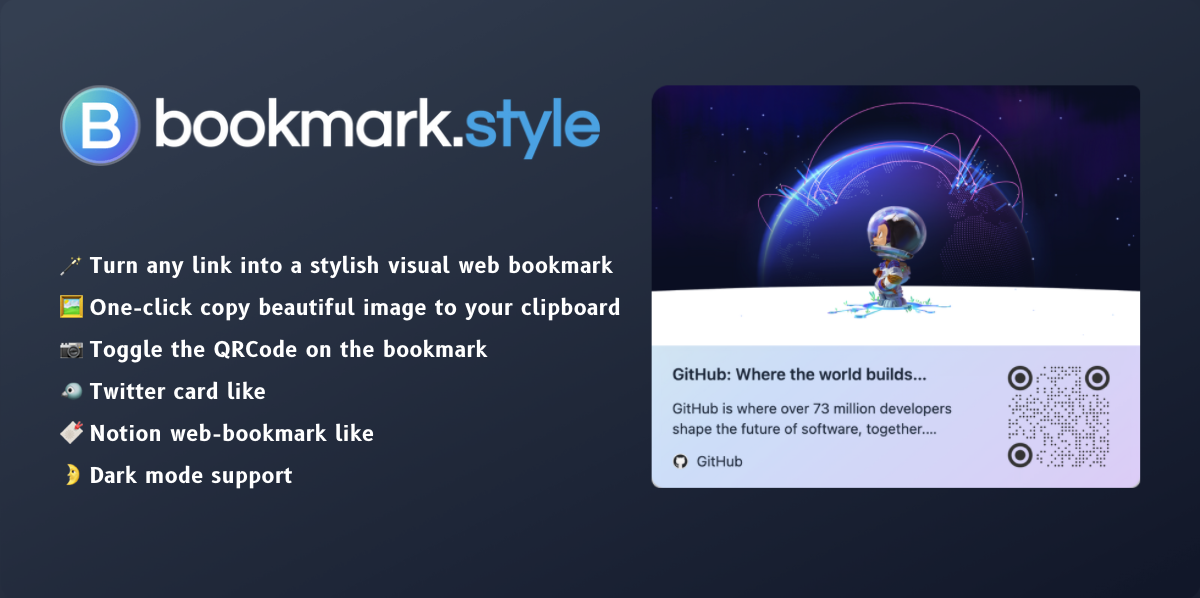 B bookmark.style
Turn any link into a stylish visual web bookmark
One-click copy beautiful image to your clipboard
Toggle the QRCode on the bookmark
Twitter card like
Notion web-bookmark like
Dark mode support
GitHub: Where the world builds...
GitHub is where over 73 million developers
shape the future of software, together....
GitHub